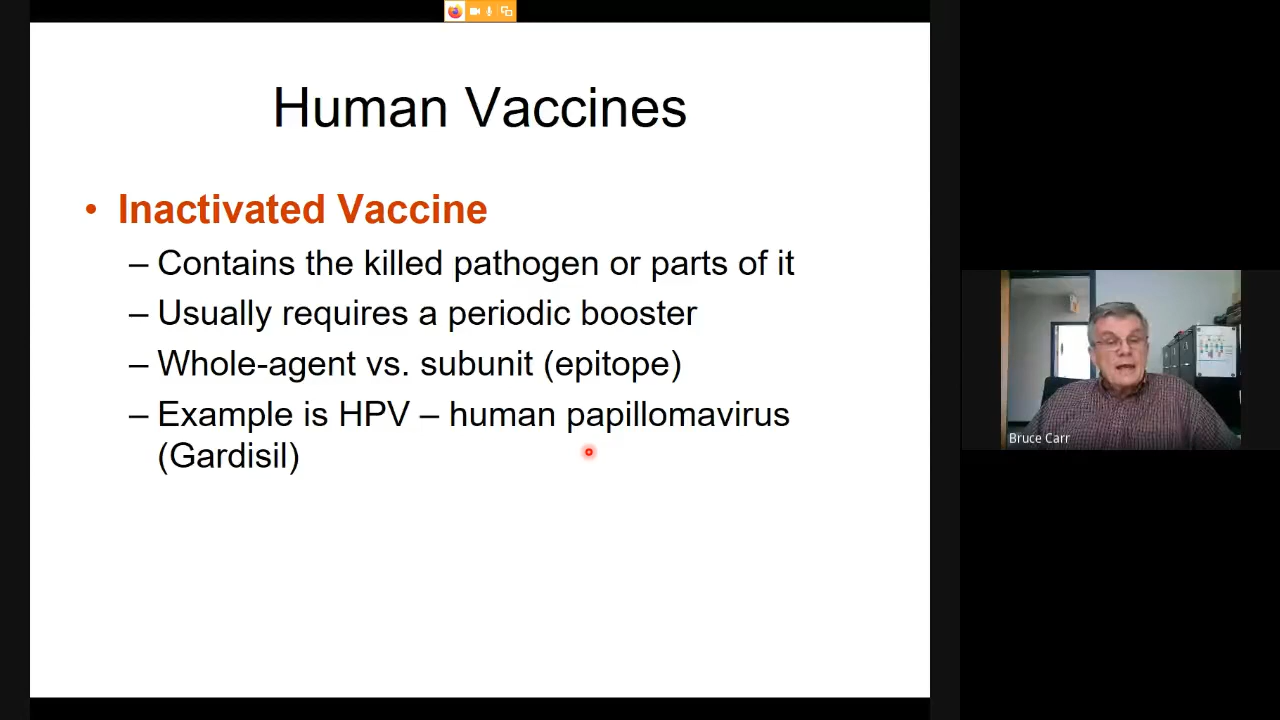 Human Vaccines
• Inactivated Vaccine
– Contains the killed pathogen or parts of it
– Usually requires a periodic booster
– Whole-agent vs. subunit (epitope)
– Example is HPV – human papillomavirus
(Gardisil)
Bruce Carr